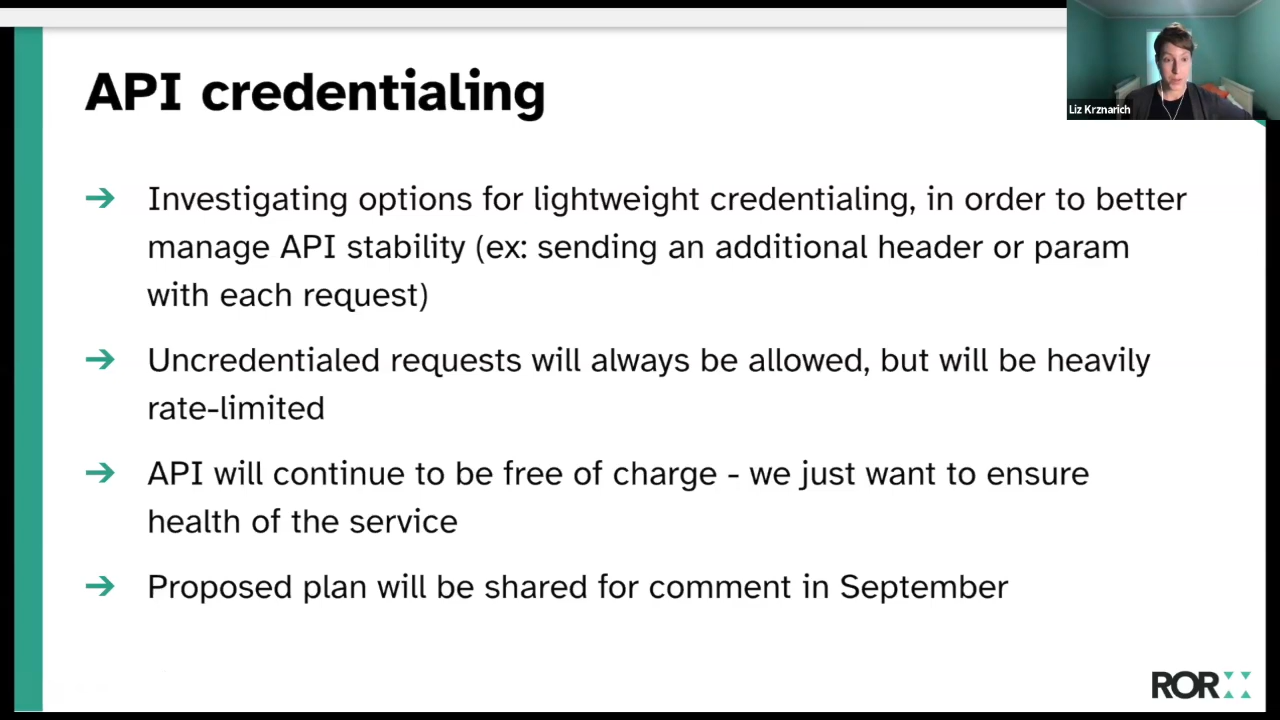 API credentialing
Liz Krznarich
➔ Investigating options for lightweight credentialing, in order to better
manage API stability (ex: sending an additional header or param
with each request)
➔ Uncredentialed requests will always be allowed, but will be heavily
rate-limited
➔ API will continue to be free of charge - we just want to ensure
health of the service
➔ Proposed plan will be shared for comment in September
ROR